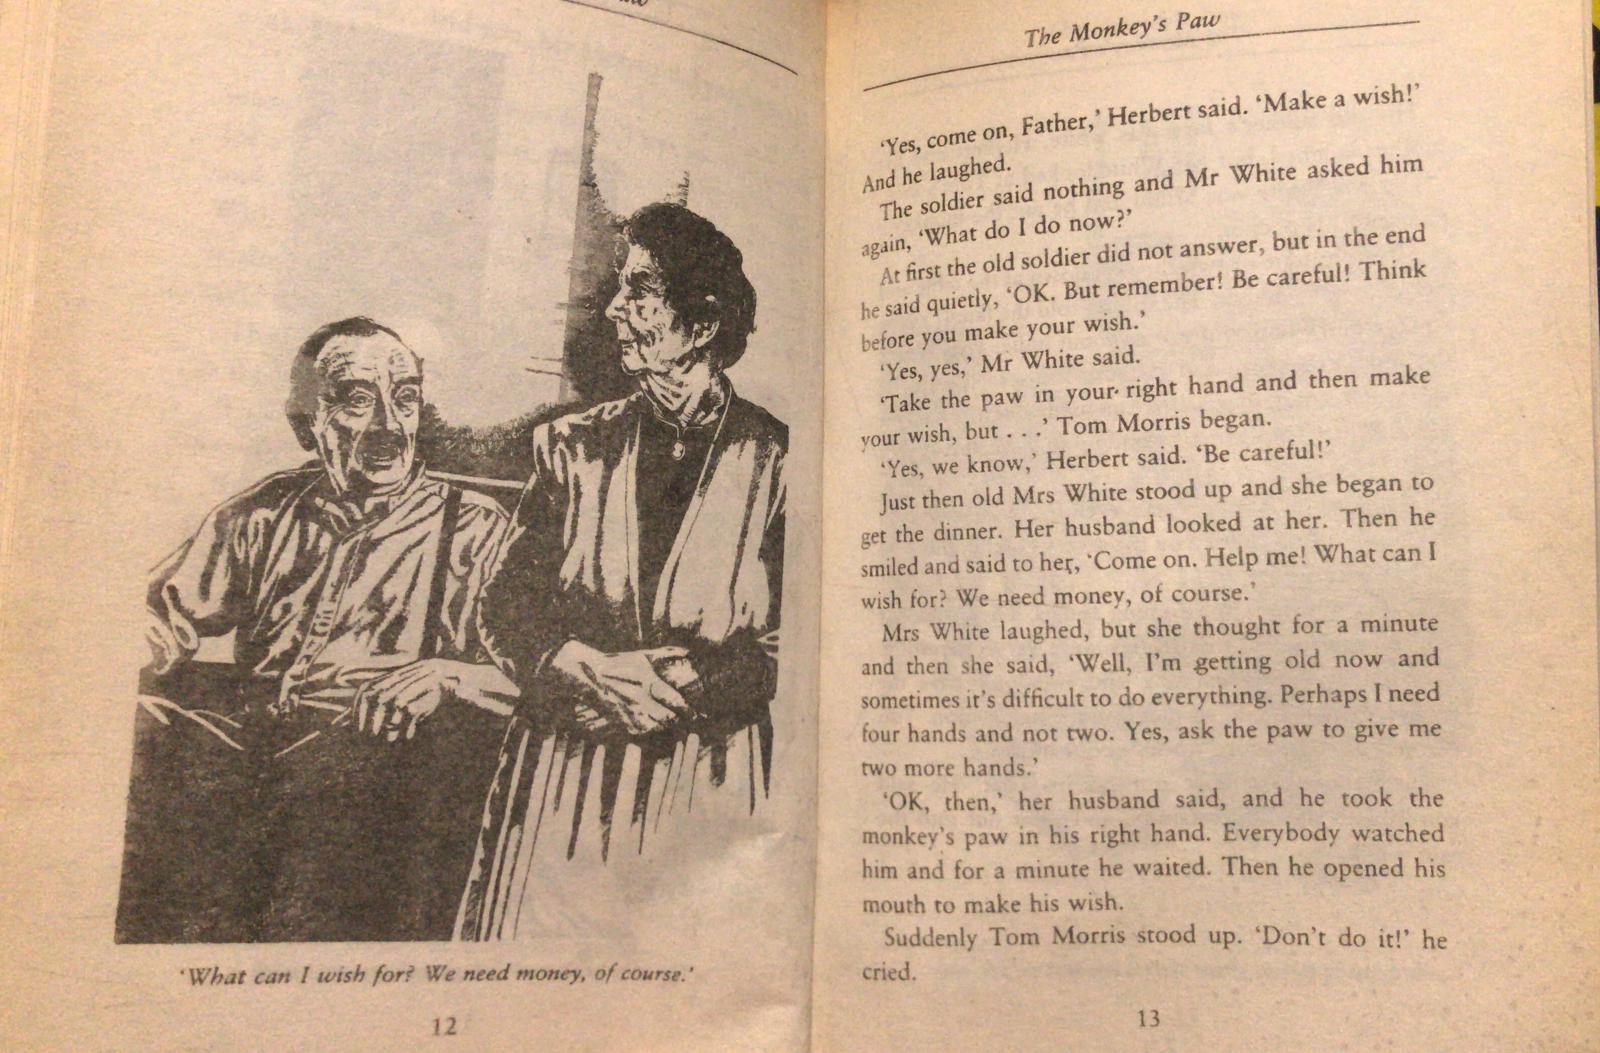 'What can I wish for? We need money, of course.'
12
The Monkey's Paw
'Yes, come on, Father,' Herbert said. 'Make a wish!'
And he laughed.
The soldier said nothing and Mr White asked him
again, 'What do I do now?'
At first the old soldier did not answer, but in the end
he said quietly, 'OK. But remember! Be careful! Think
before you make your wish.'
'Yes, yes,' Mr White said.
'Take the paw in your right hand and then make
your wish, but . . .' Tom Morris began.
'Yes, we know,' Herbert said. 'Be careful!'
Just then old Mrs White stood up and she began to
get the dinner. Her husband looked at her. Then he
smiled and said to her, 'Come on. Help me! What can I
wish for? We need money, of course.'
Mrs White laughed, but she thought for a minute
and then she said, 'Well, I'm getting old now and
sometimes it's difficult to do everything. Perhaps I need
four hands and not two. Yes, ask the paw to give me
two more hands.'
'OK, then,' her husband said, and he took the
monkey's paw in his right hand. Everybody watched
him and for a minute he waited. Then he opened his
mouth to make his wish.
Suddenly Tom Morris stood up. 'Don't do it!' he
cried.
13